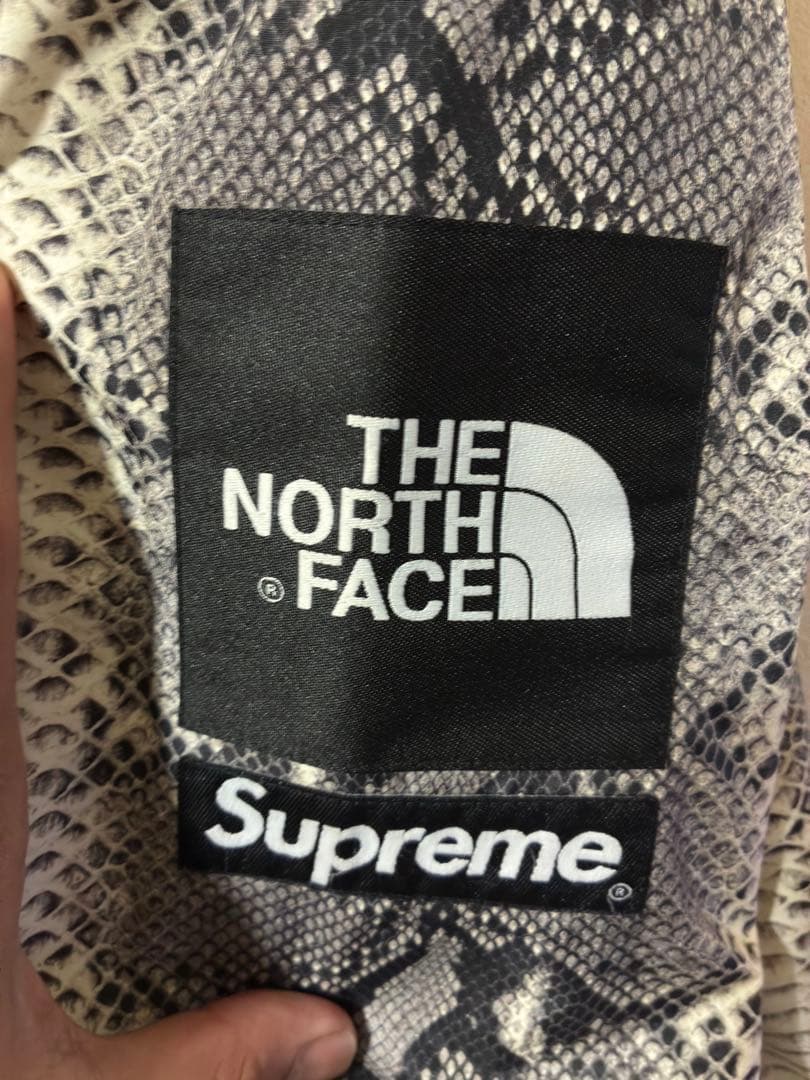 THE
NORTH
® FACE
Supreme®